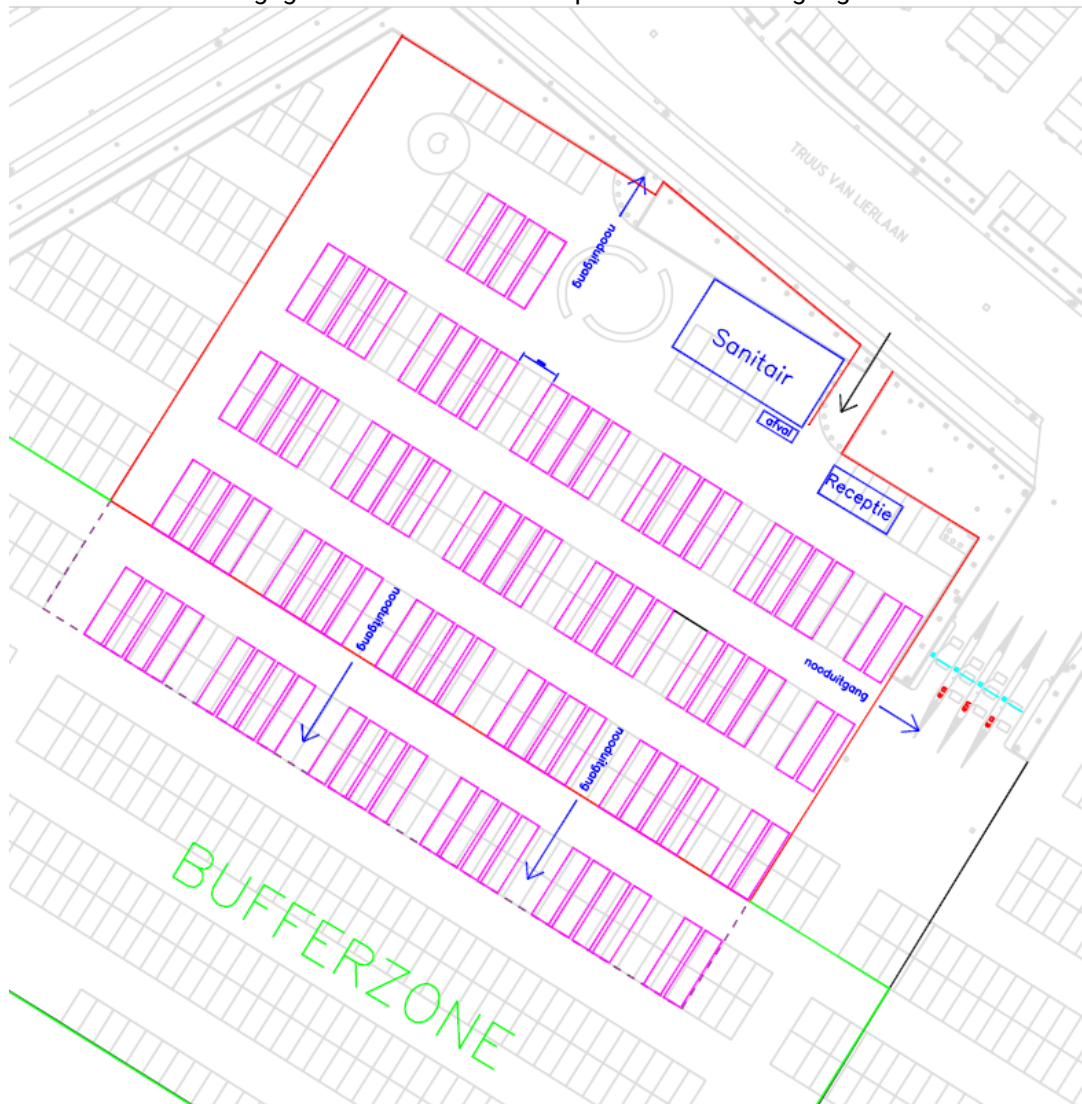 TRUUS VAN LIERLAAN
nooduitgang
Sanitair
afval
Receptie
nooduitgang
nooduitgang
nooduitgang
BUFFERZONE